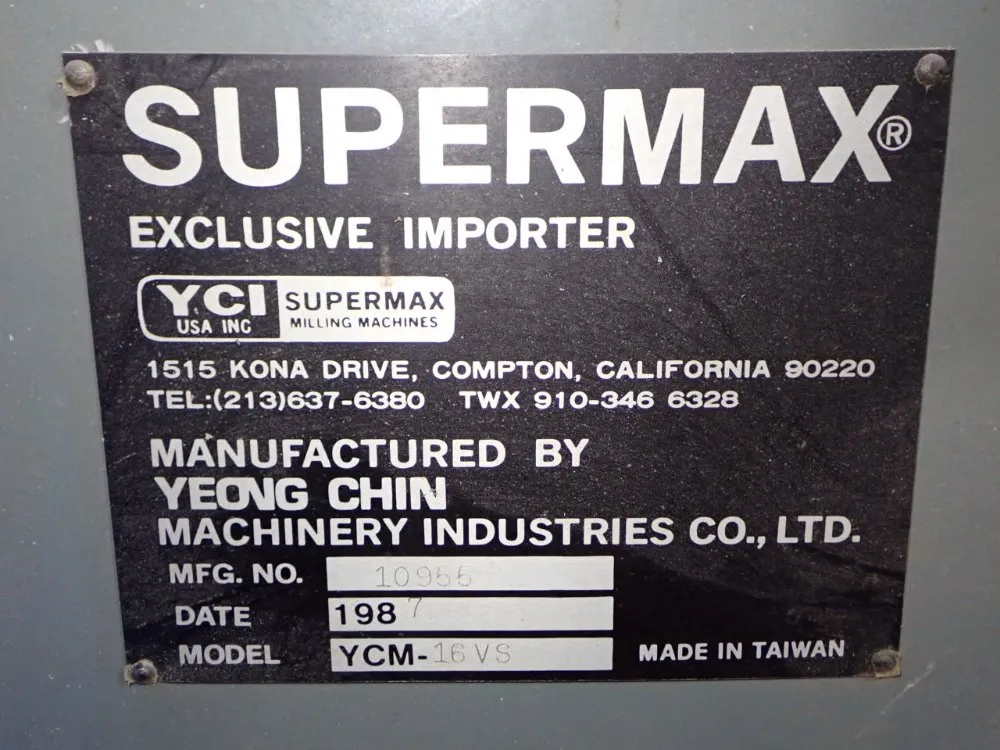 SUPERMAX®
EXCLUSIVE IMPORTER
YCI SUPERMAX
USA INC MILLING MACHINES
1515 KONA DRIVE, COMPTON, CALIFORNIA 90220
TEL:(213)637-6380 TWX 910-346 6328
MANUFACTURED BY
YEONG CHIN
MACHINERY INDUSTRIES CO., LTD.
MFG. NO. 10955
DATE 1987
MODEL YCM-16VS MADE IN TAIWAN